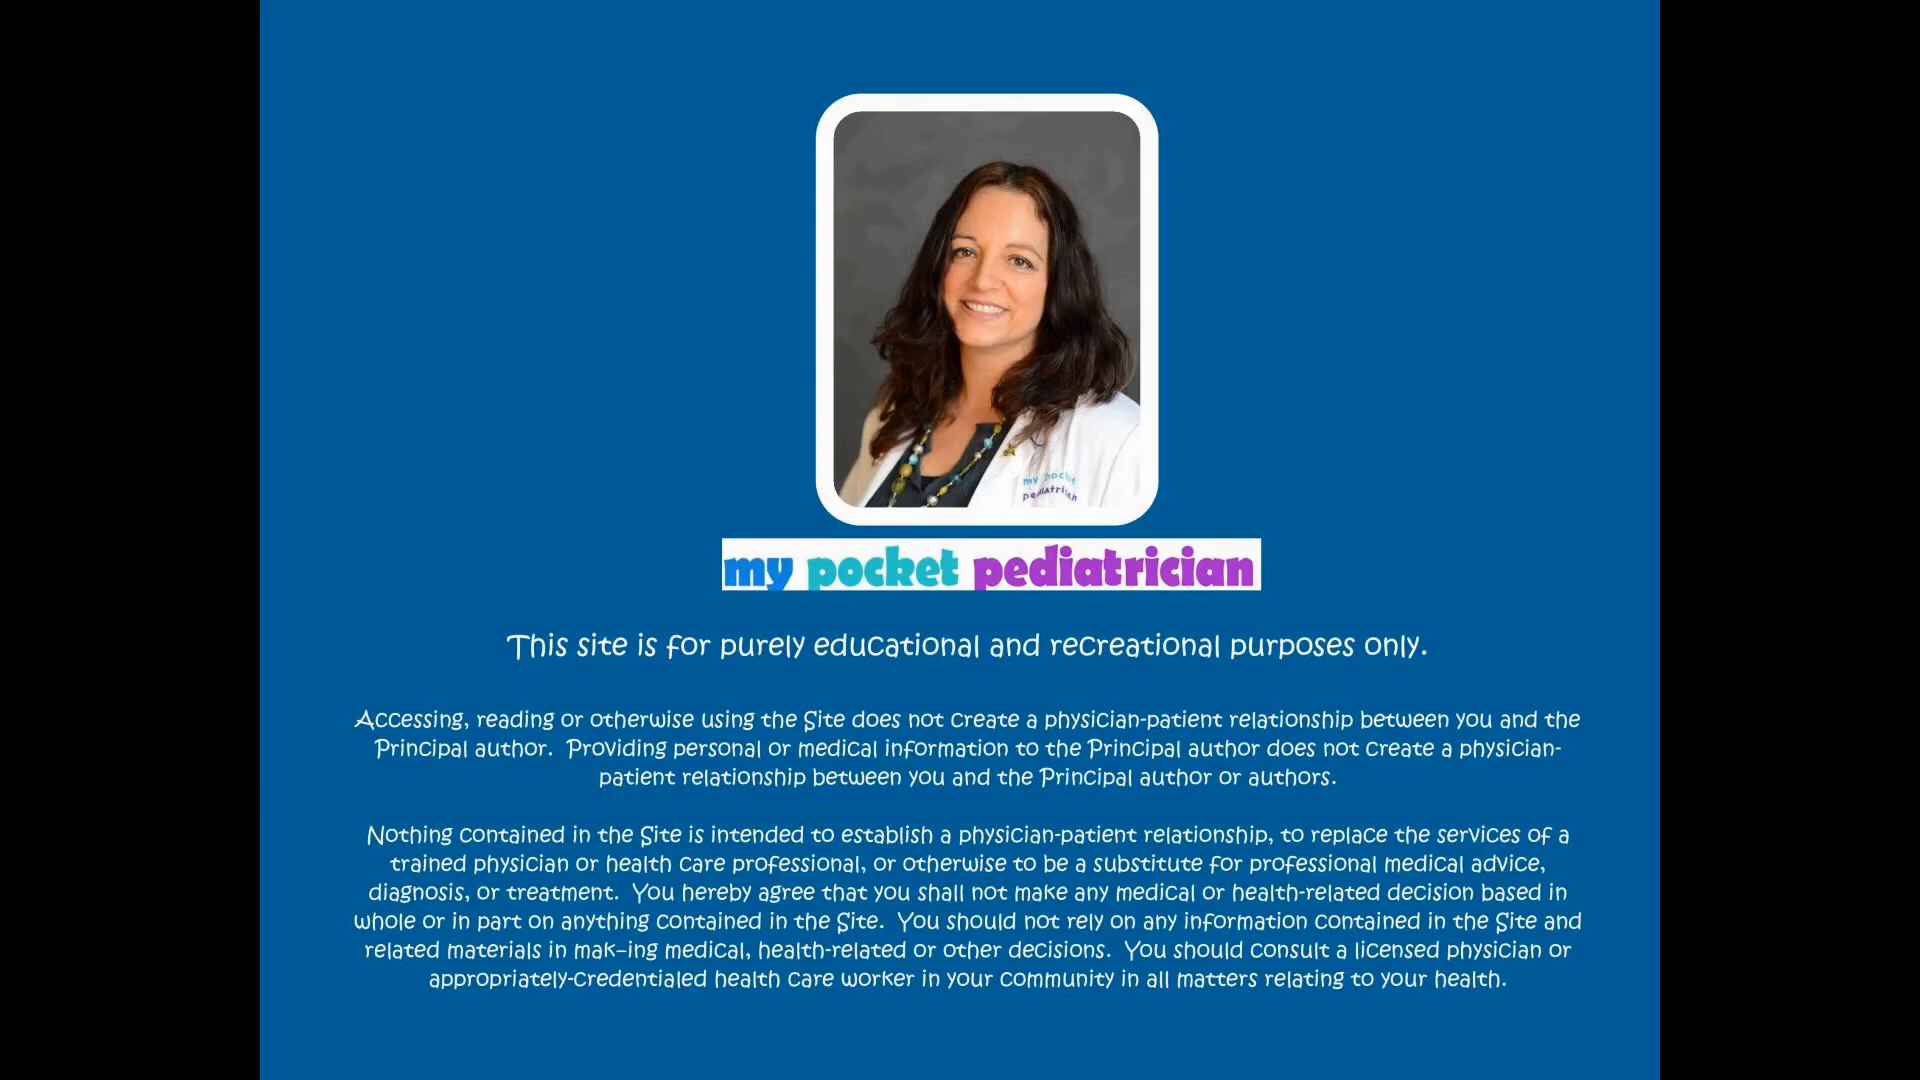 my pocket
pediatrician
my pocket pediatrician
This site is for purely educational and recreational purposes only.
Accessing, reading or otherwise using the Site does not create a physician-patient relationship between you and the
Principal author.  Providing personal or medical information to the Principal author does not create a physician-
patient relationship between you and the Principal author or authors.
Nothing contained in the Site is intended to establish a physician-patient relationship, to replace the services of a
trained physician or health care professional, or otherwise to be a substitute for professional medical advice,
diagnosis, or treatment.  You hereby agree that you shall not make any medical or health-related decision based in
whole or in part on anything contained in the Site.  You should not rely on any information contained in the Site and
related materials in mak–ing medical, health-related or other decisions.  You should consult a licensed physician or
appropriately-credentialed health care worker in your community in all matters relating to your health.